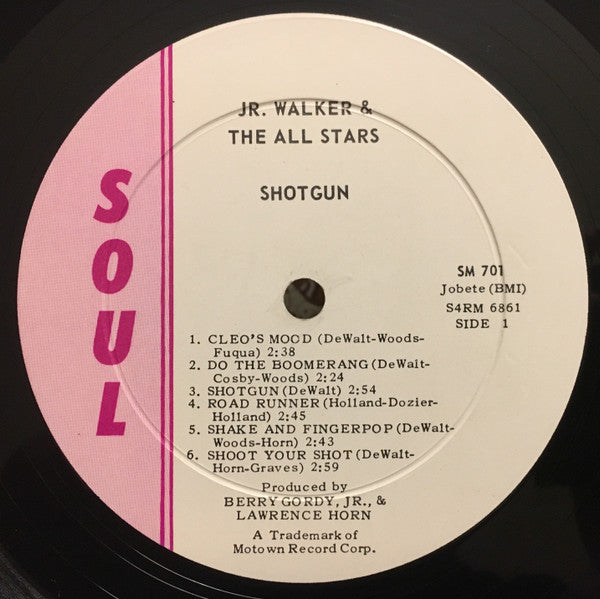 JR. WALKER &
THE ALL STARS
SHOTGUN
SOUL
SM 701
Jobete (BMI)
S4RM 6861
SIDE 1
1. CLEO'S MOOD (DeWalt-Woods-
Fuqua) 2:38
2. DO THE BOOMERANG (DeWalt-
Cosby-Woods) 2:24
3. SHOTGUN (DeWalt) 2:54
4. ROAD RUNNER (Holland-Dozier-
Holland) 2:45
5. SHAKE AND FINGERPOP (DeWalt-
Woods-Horn) 2:43
6. SHOOT YOUR SHOT (DeWalt-
Horn-Graves) 2:59
Produced by
BERRY GORDY, JR., &
LAWRENCE HORN
A Trademark of
Motown Record Corp.